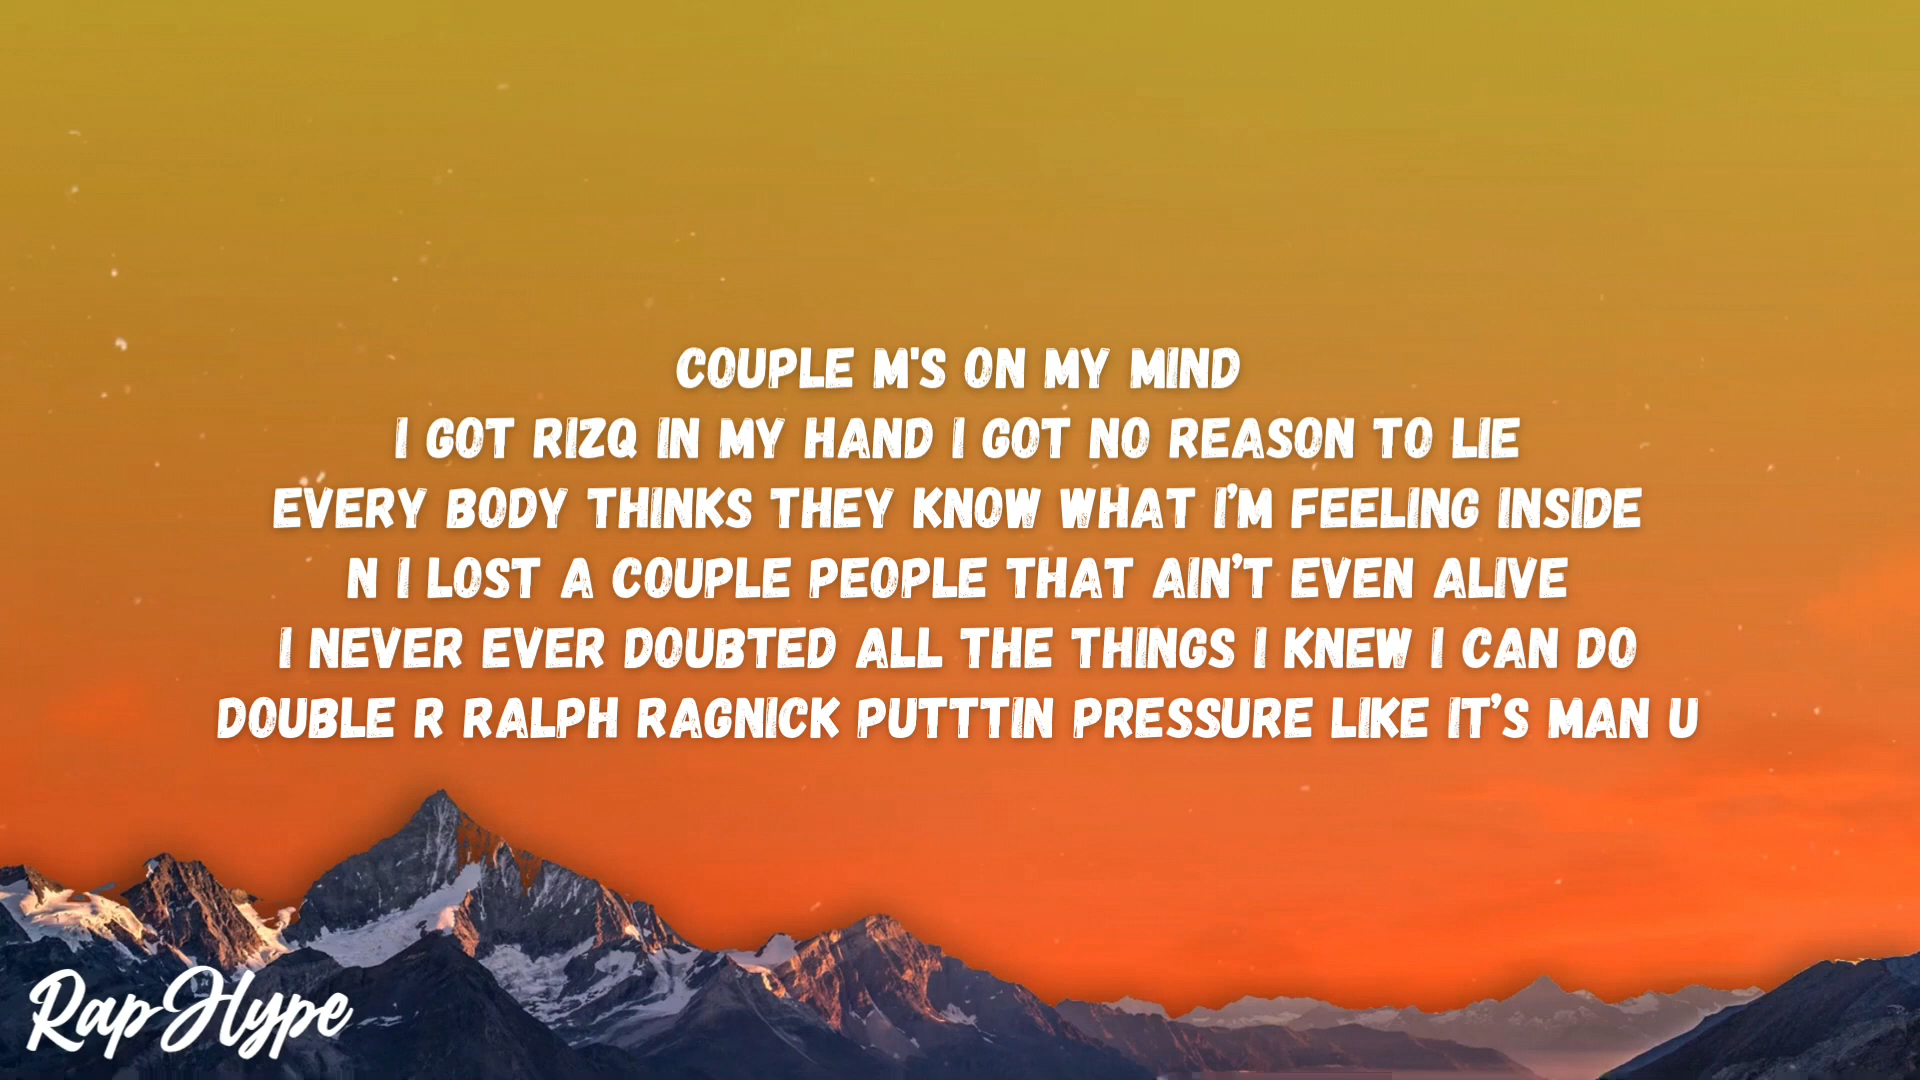 COUPLE M'S ON MY MIND
I GOT RIZQ IN MY HAND I GOT NO REASON TO LIE
EVERY BODY THINKS THEY KNOW WHAT I’M FEELING INSIDE
N I LOST A COUPLE PEOPLE THAT AIN’T EVEN ALIVE
I NEVER EVER DOUBTED ALL THE THINGS I KNEW I CAN DO
DOUBLE R RALPH RAGNICK PUTTTIN PRESSURE LIKE IT’S MAN U
RapHype